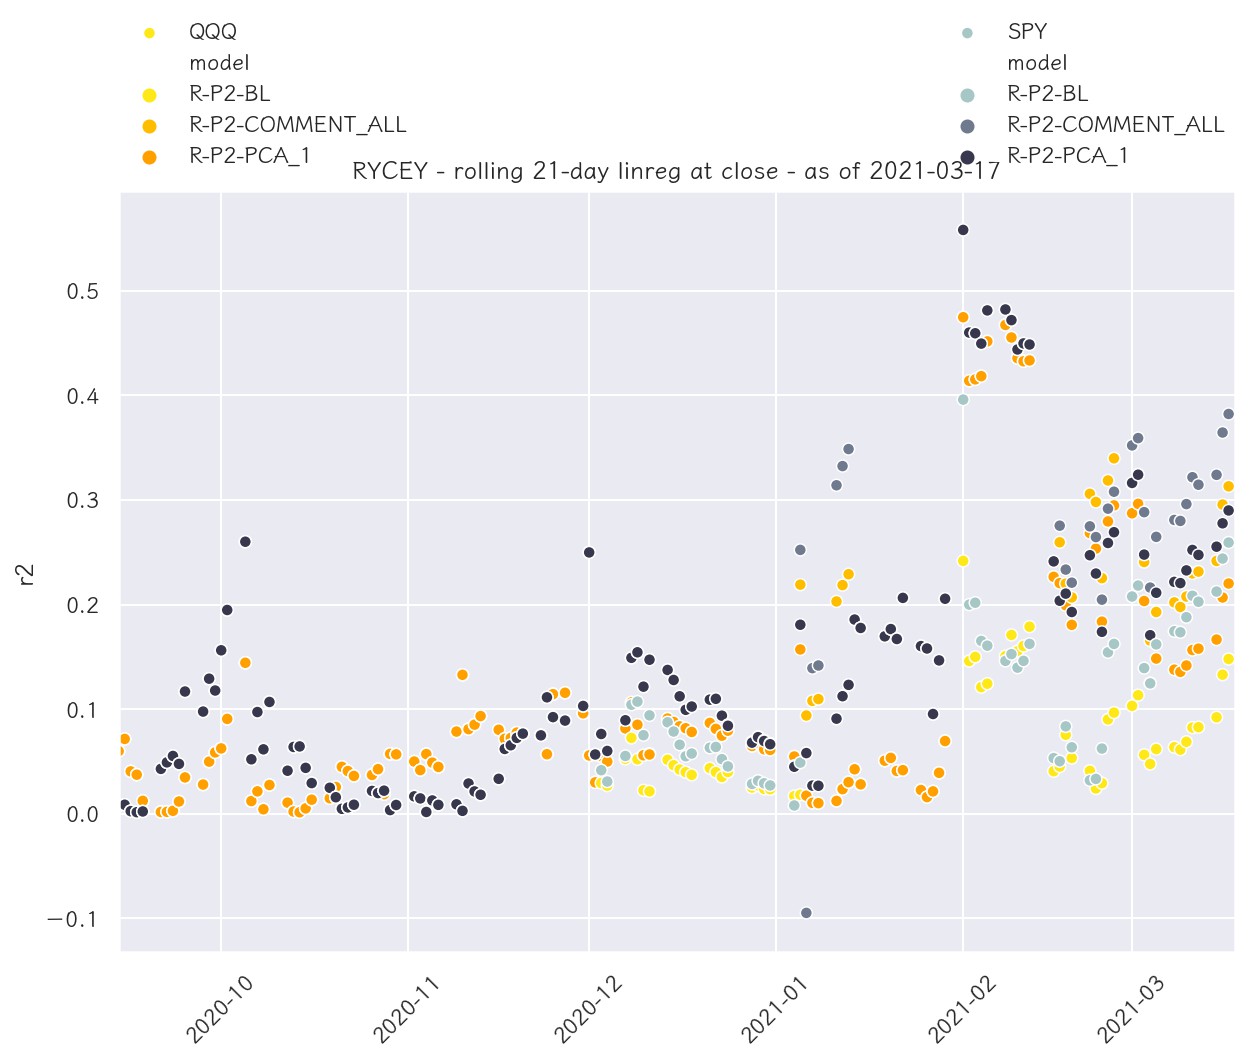 QQQ
model
R-P2-BL
R-P2-COMMENT_ALL
R-P2-PCA_1
SPY
model
R-P2-BL
R-P2-COMMENT_ALL
R-P2-PCA_1
RYCEY - rolling 21-day linreg at close - as of 2021-03-17
r2
0.5
0.4
0.3
0.2
0.1
0.0
−0.1
2020-10
2020-11
2020-12
2021-01
2021-02
2021-03